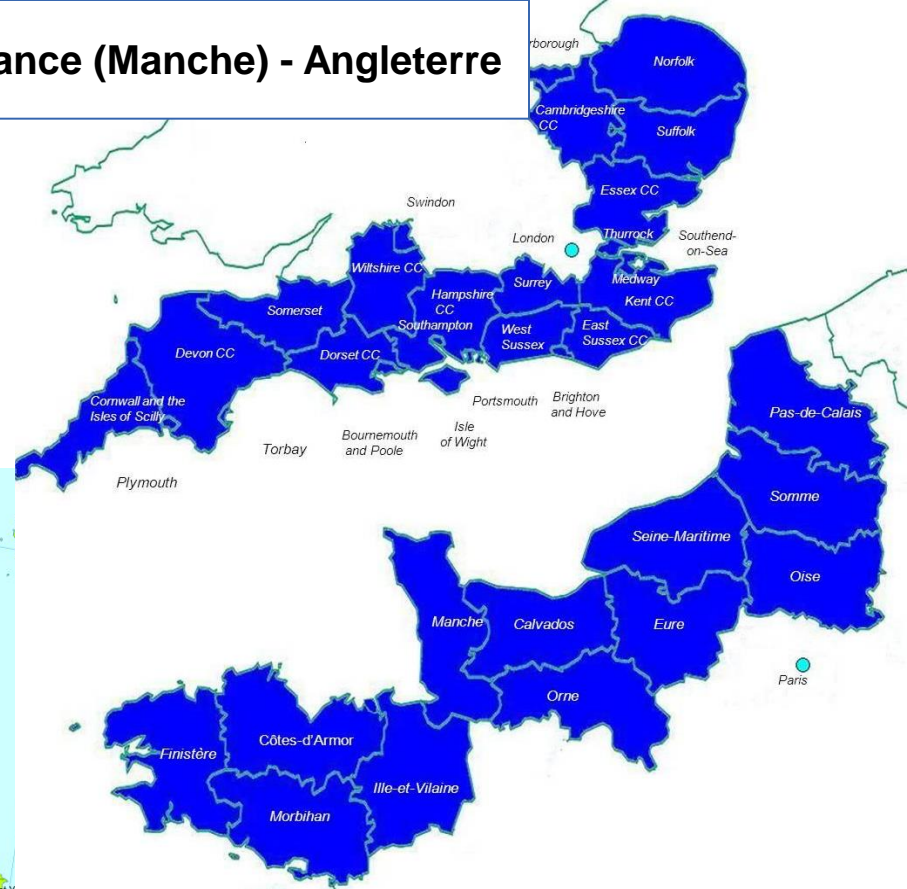 ance (Manche) - Angleterre
rborough
Norfolk
Cambridgeshire
CC
Suffolk
Essex CC
Swindon
London
Thurrock
Southend-
on-Sea
Wiltshire CC
Medway
Surrey
Hampshire
CC
Kent CC
Somerset
Southampton
West
Sussex
East
Sussex CC
Devon CC
Dorset CC
Cornwall and the
Isles of Scilly
Portsmouth
Brighton
and Hove
Isle
of Wight
Bournemouth
and Poole
Torbay
Plymouth
Pas-de-Calais
Somme
Seine-Maritime
Oise
Manche
Calvados
Eure
Paris
Orne
Finistère
Côtes-d'Armor
Ille-et-Vilaine
Morbihan